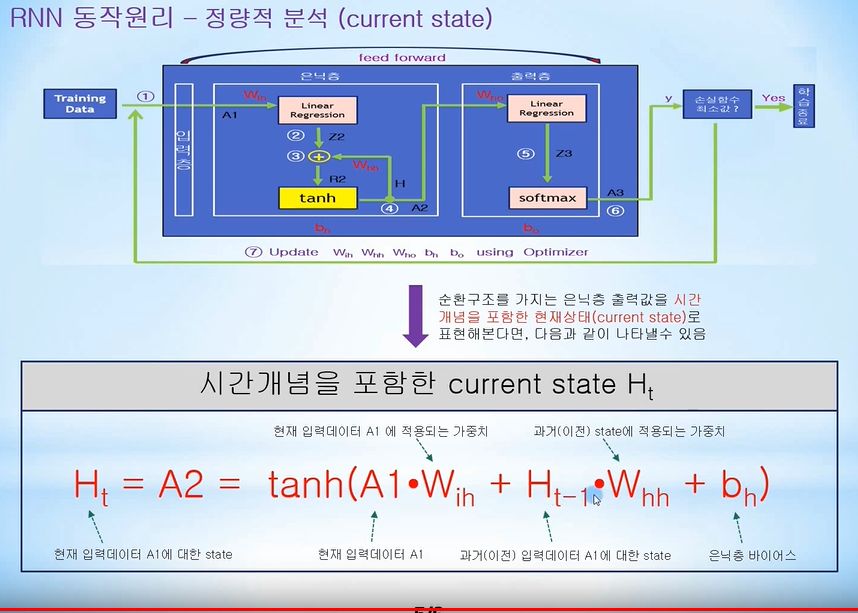 RNN 동작원리 – 정량적 분석 (current state)
feed forward
은닉층
출력층
Training
Data
①
A1
입력층
Wih
Linear
Regression
②
Z2
③
+
Whh
R2
H
tanh
④
A2
bh
Who
Linear
Regression
⑤
Z3
softmax
A3
⑥
bo
y
손실함수
최소값 ?
Yes
학습종료
⑦ Update Wih Whh Who bh bo using Optimizer
순환구조를 가지는 은닉층 출력값을 시간
개념을 포함한 현재상태(current state)로
표현해본다면, 다음과 같이 나타낼수 있음
시간개념을 포함한 current state Ht
현재 입력데이터 A1 에 적용되는 가중치
과거(이전) state에 적용되는 가중치
Ht = A2 = tanh(A1•Wih + Ht-1•Whh + bh)
현재 입력데이터 A1에 대한 state
현재 입력데이터 A1
과거(이전) 입력데이터 A1에 대한 state
은닉층 바이어스